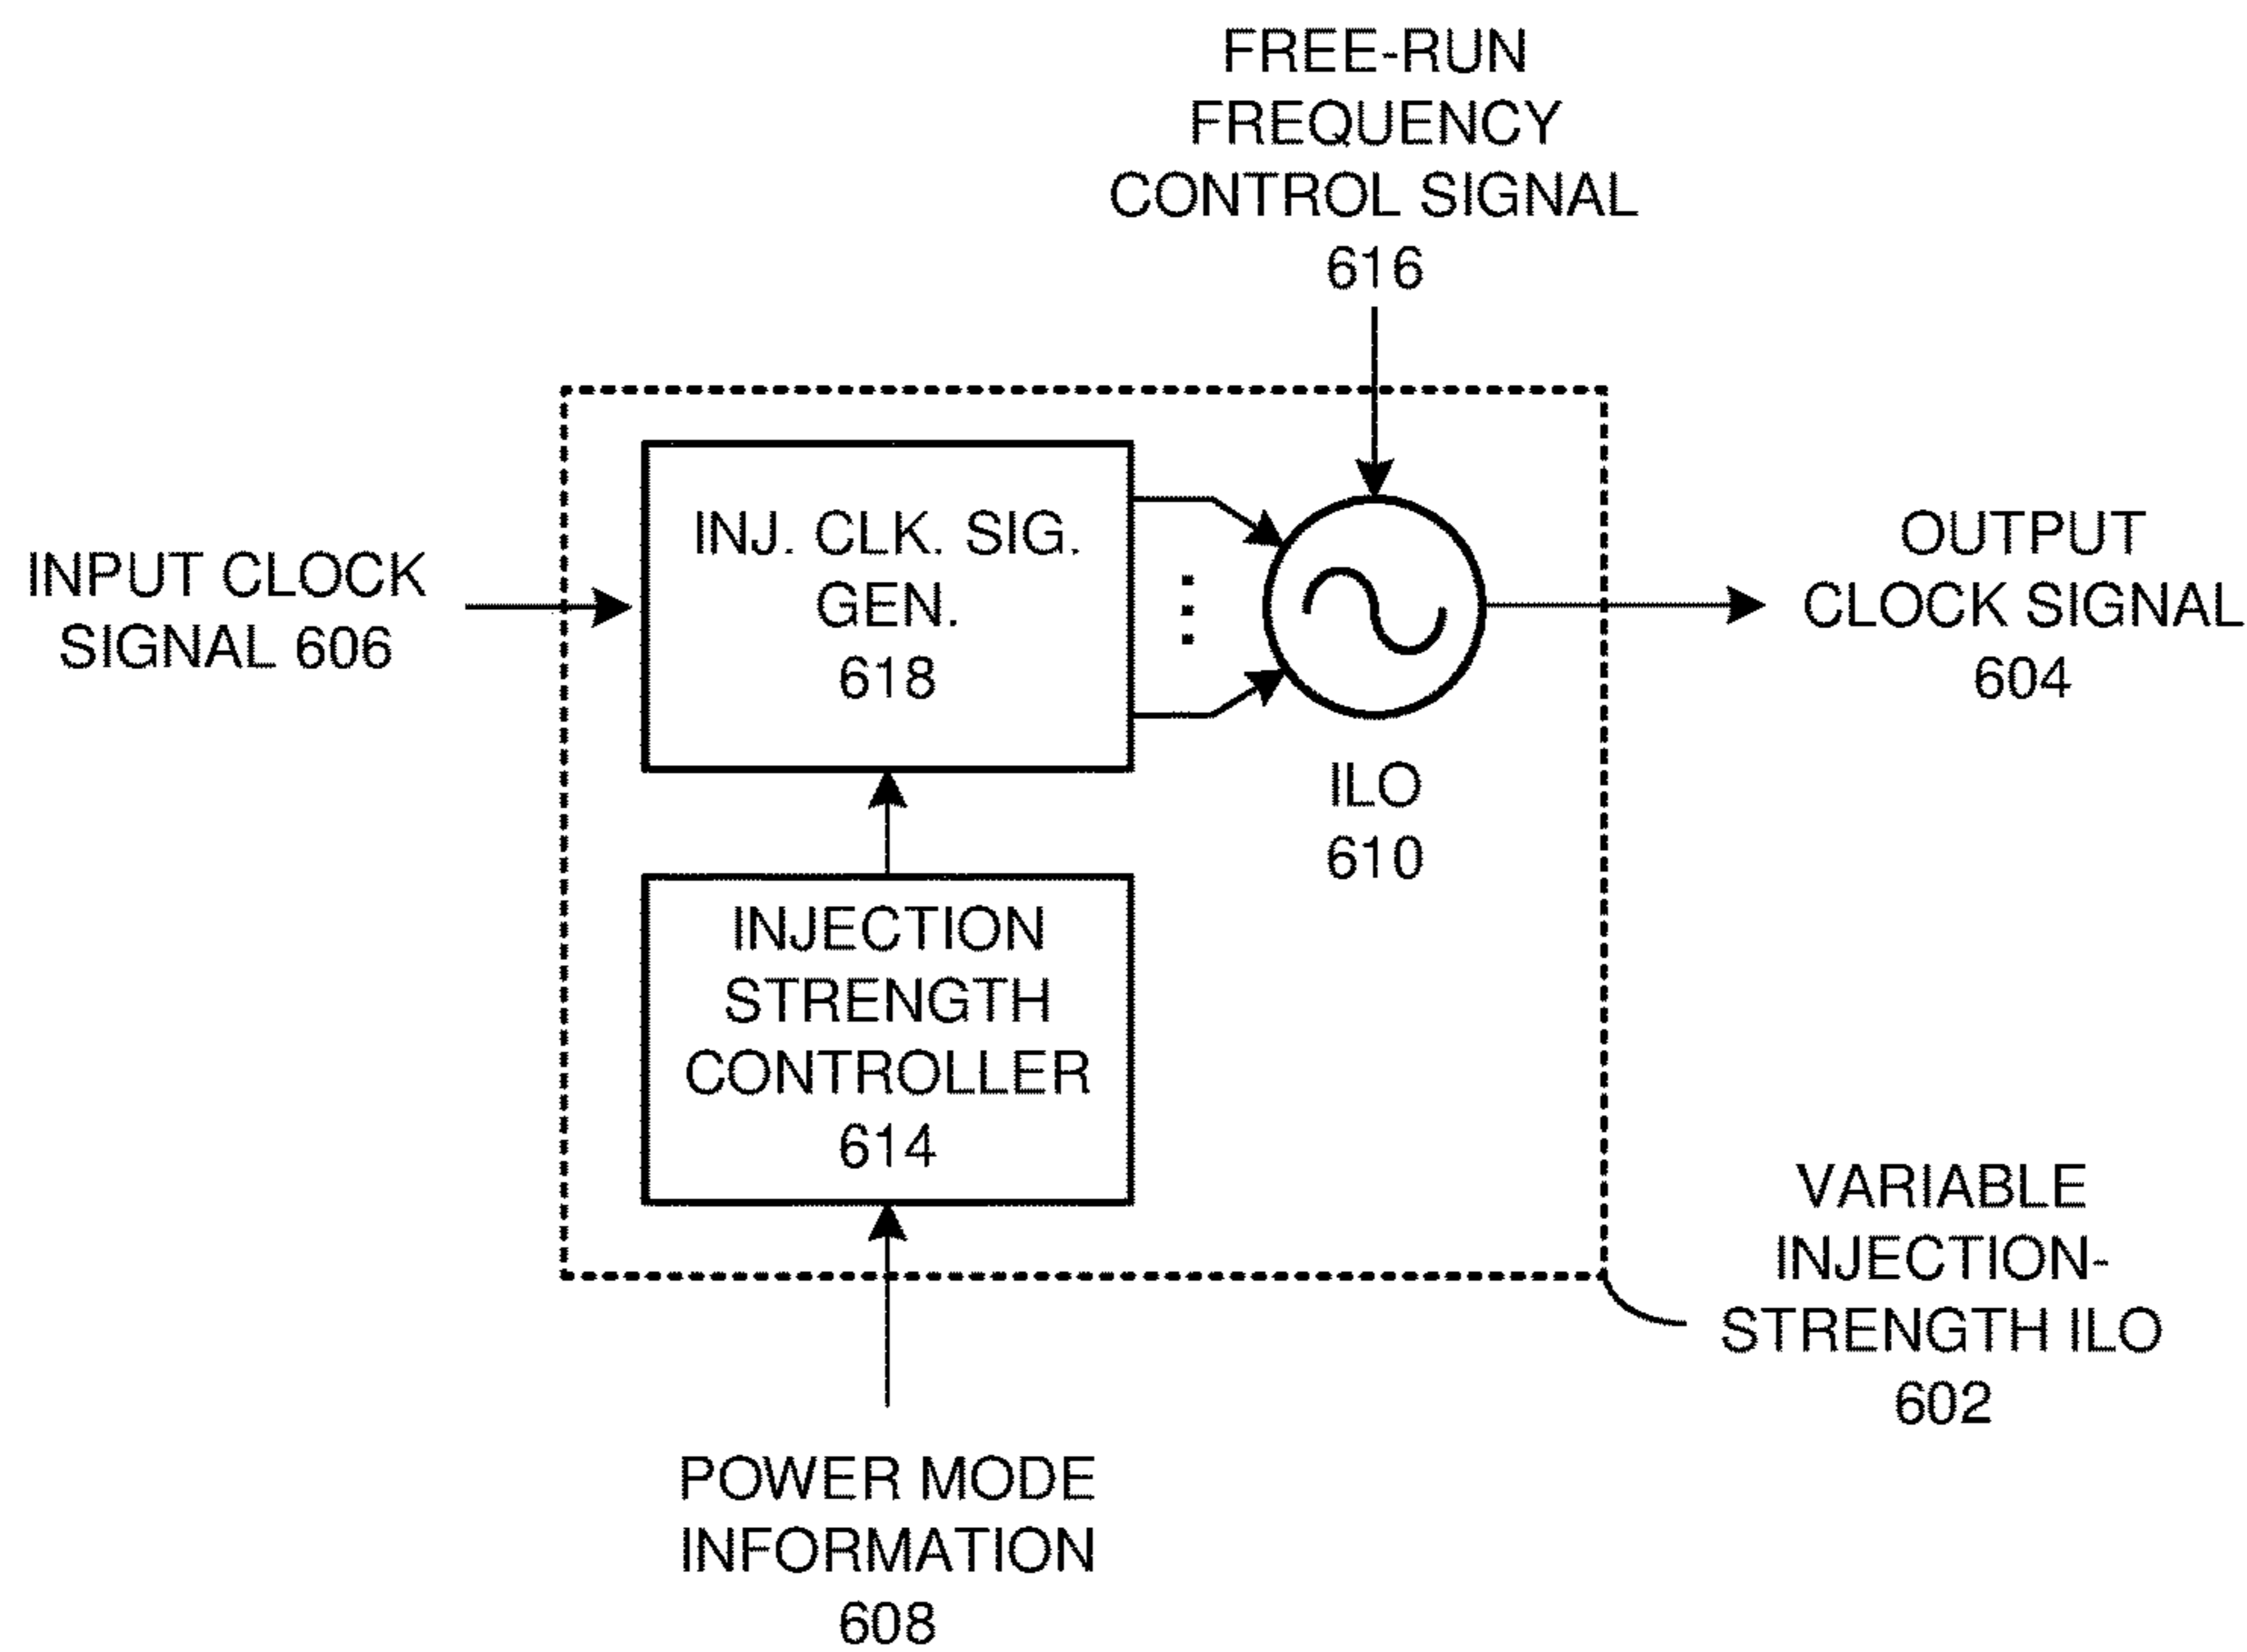 FREE-RUN
FREQUENCY
CONTROL SIGNAL
616
INPUT CLOCK
SIGNAL 606
INJ. CLK. SIG.
GEN.
618
OUTPUT
CLOCK SIGNAL
604
ILO
610
INJECTION
STRENGTH
CONTROLLER
614
VARIABLE
INJECTION-
STRENGTH ILO
602
POWER MODE
INFORMATION
608